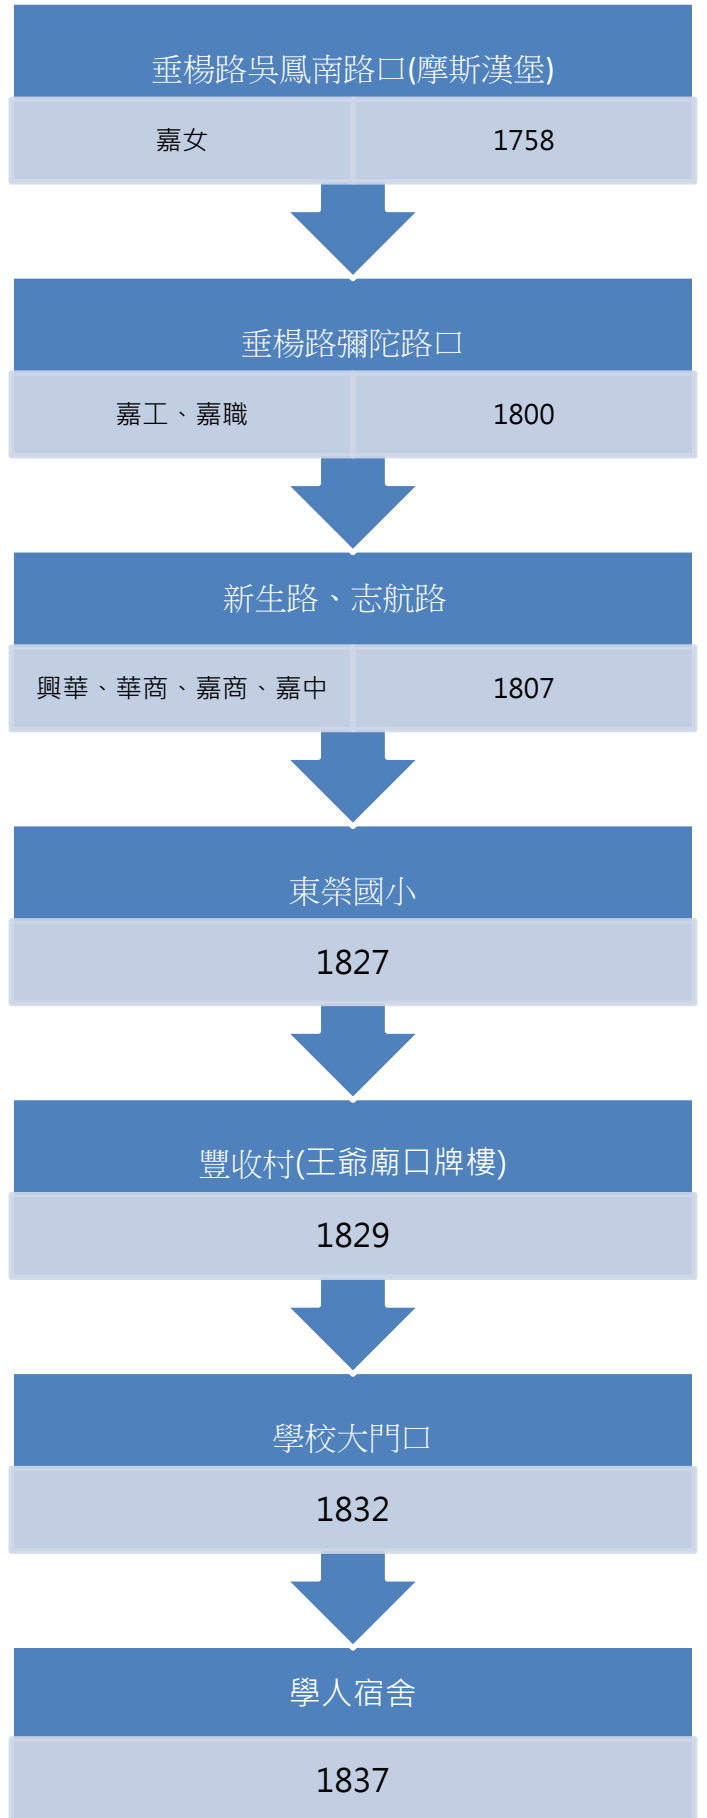 垂楊路吳鳳南路口(摩斯漢堡)
嘉女 1758
垂楊路彌陀路口
嘉工、嘉職 1800
新生路、志航路
興華、華商、嘉商、嘉中 1807
東榮國小
1827
豐收村(王爺廟口牌樓)
1829
學校大門口
1832
學人宿舍
1837